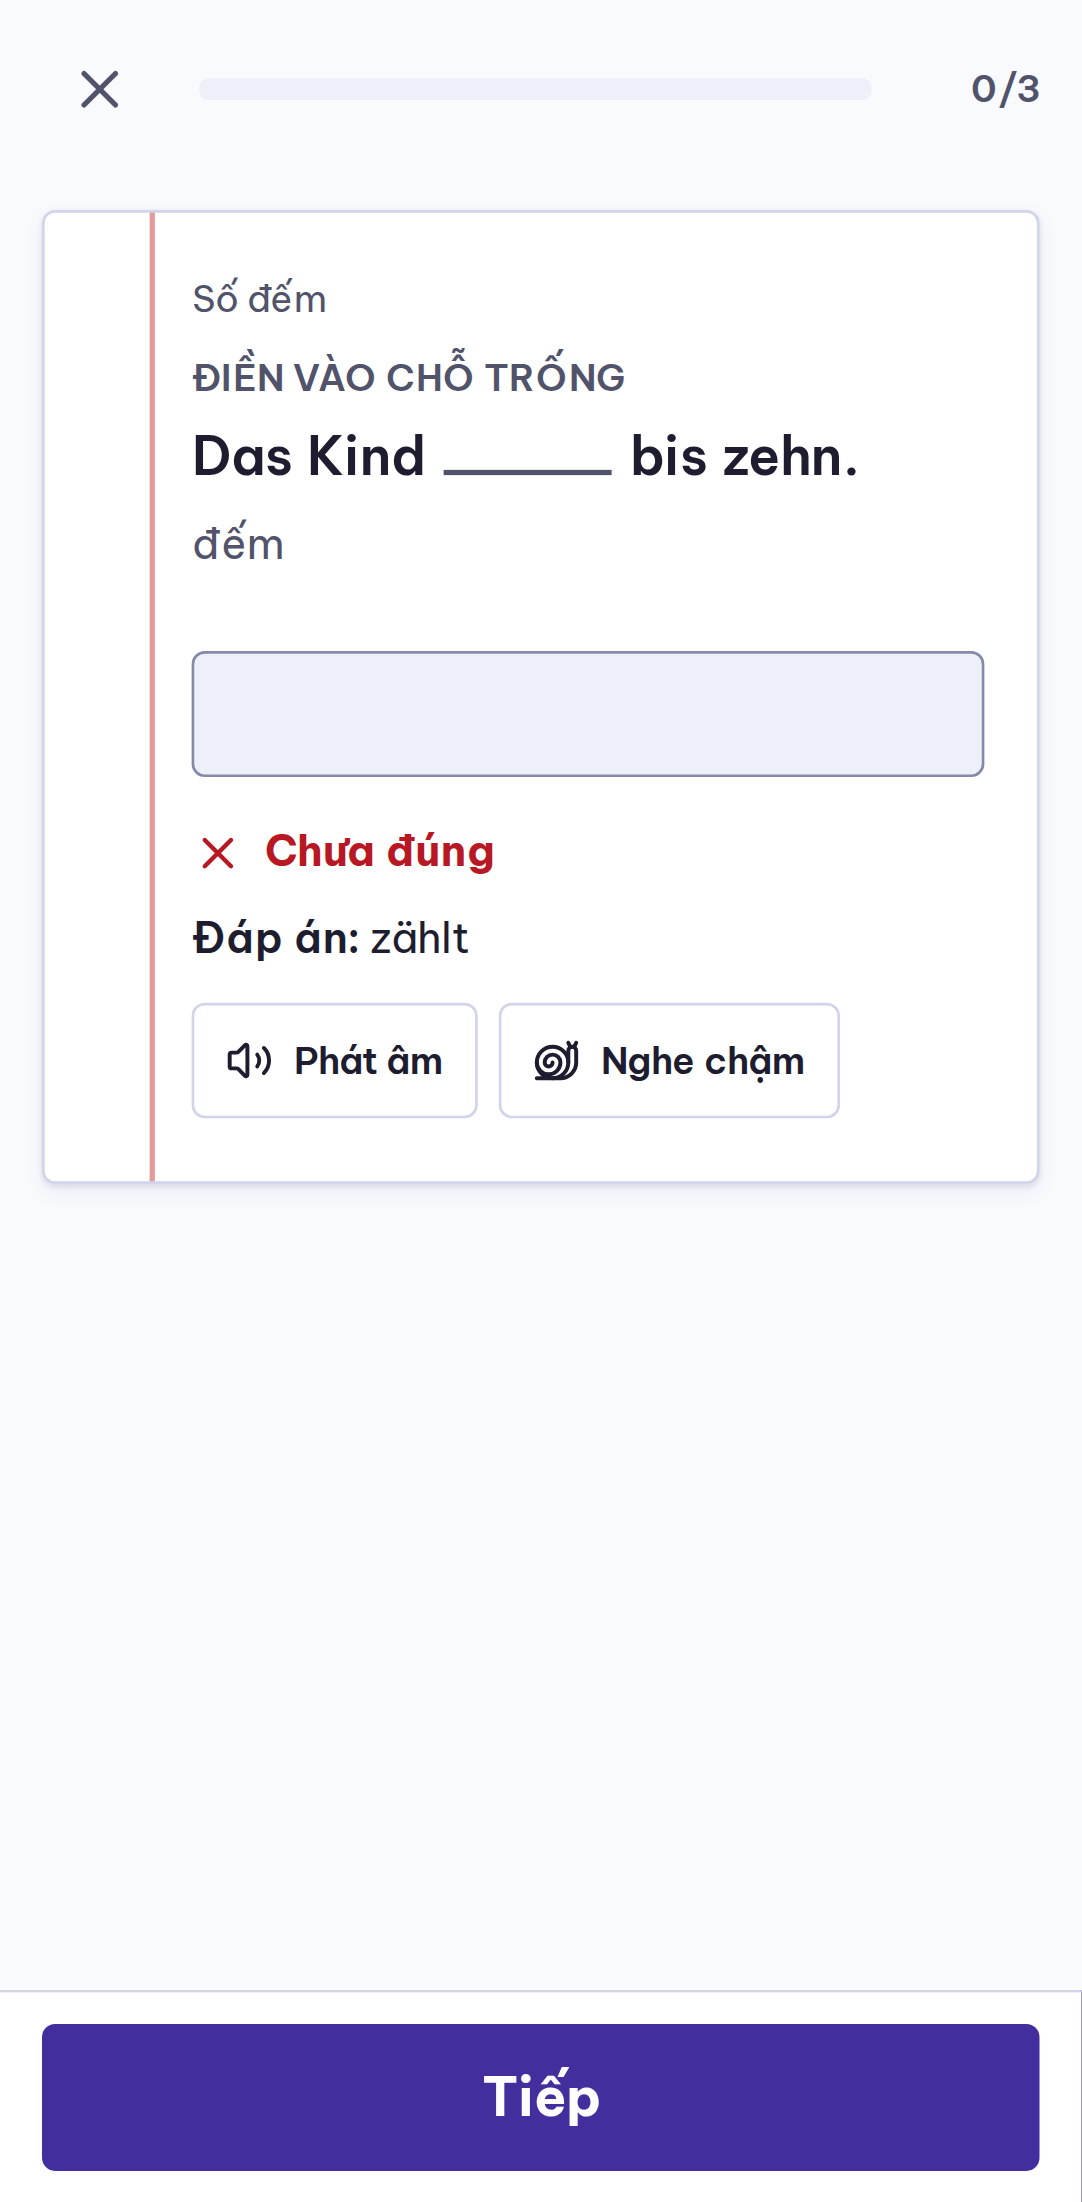 0/3
Số đếm
ĐIỀN VÀO CHỖ TRỐNG
Das Kind ______ bis zehn.
đếm
Chưa đúng
Đáp án: zählt
Phát âm
Nghe chậm
Tiếp